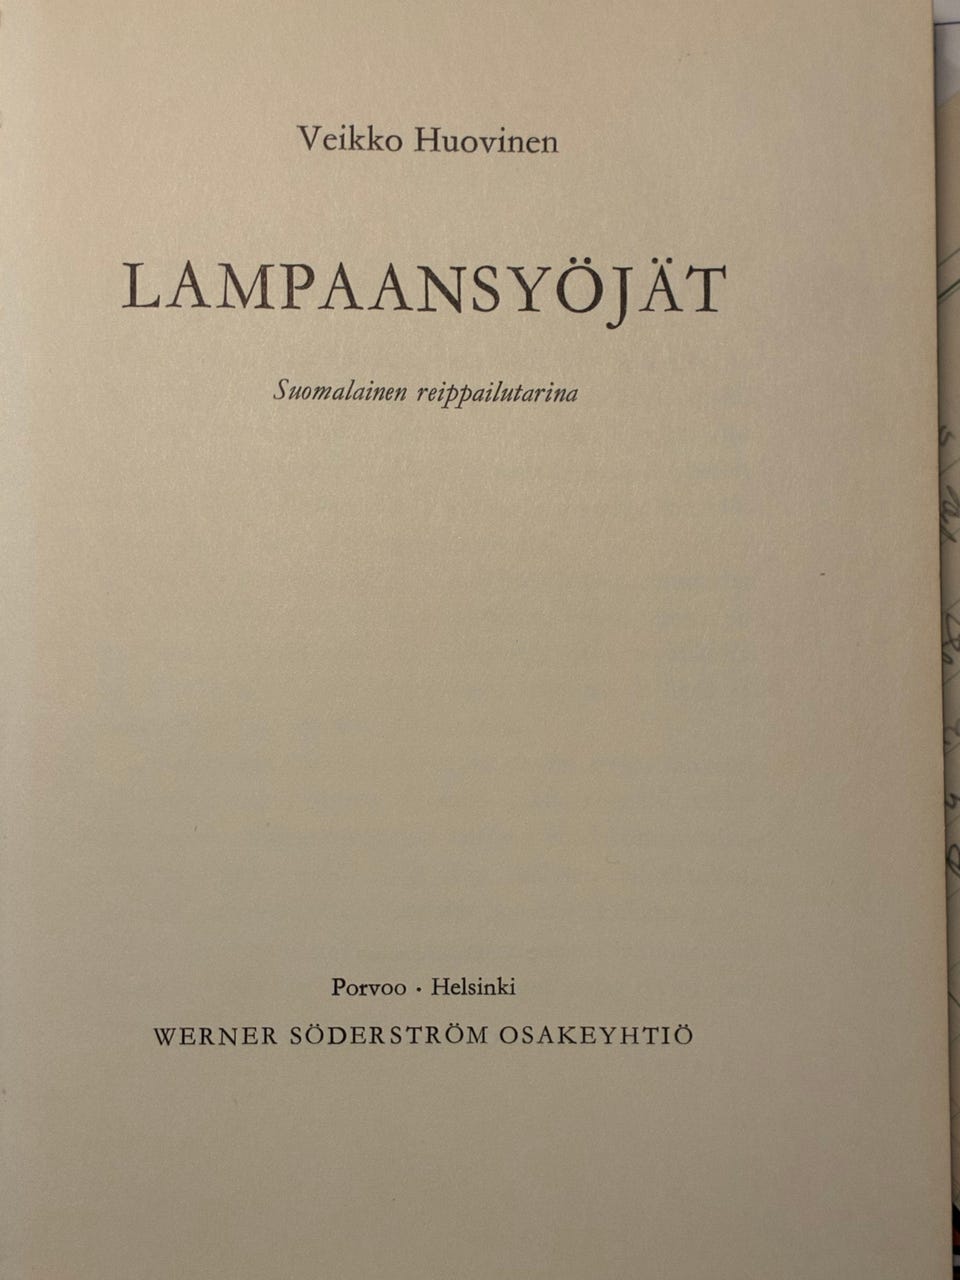 Veikko Huovinen
LAMPAANSYÖJÄT
Suomalainen reippailutarina
Porvoo · Helsinki
WERNER SÖDERSTRÖM OSAKEYHTIÖ